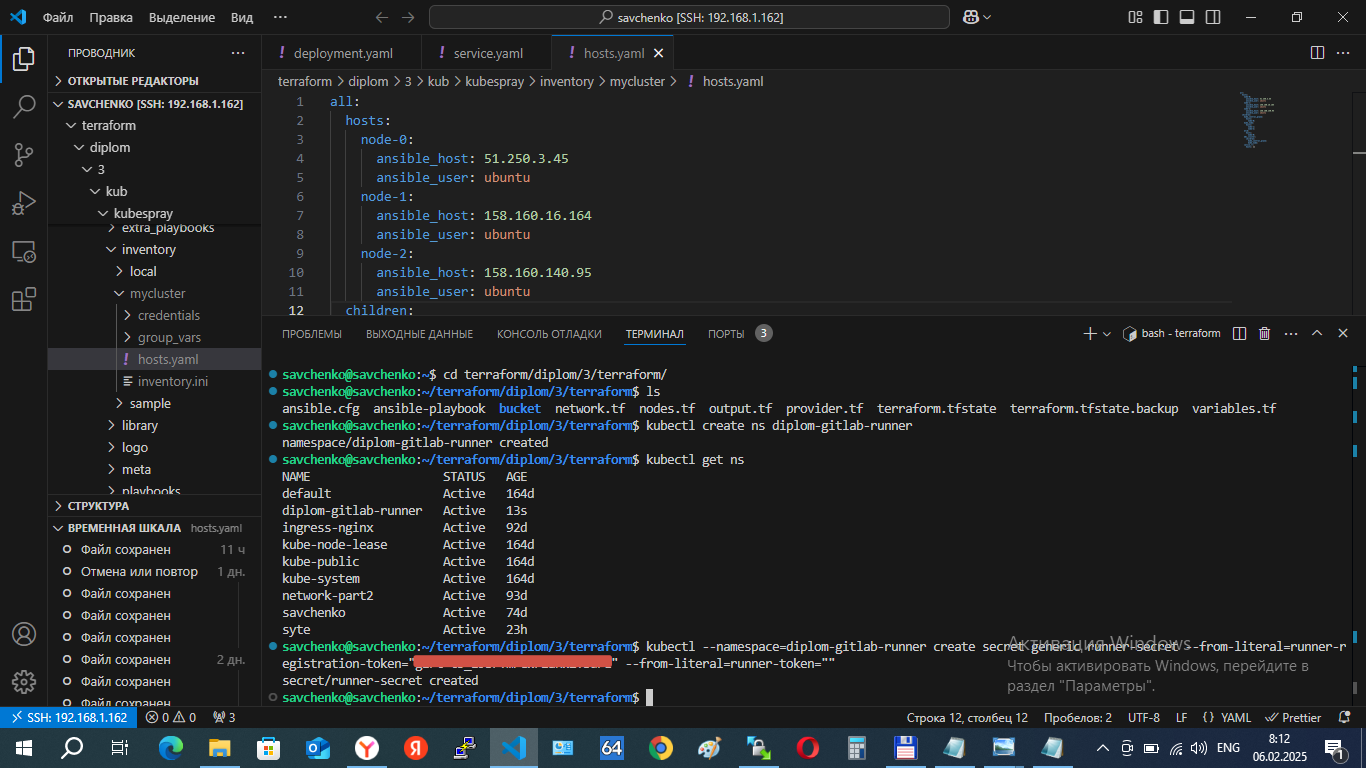 Файл Правка Выделение Вид ··· savchenko [SSH: 192.168.1.162]
ПРОВОДНИК ···
ОТКРЫТЫЕ РЕДАКТОРЫ
SAVCHENKO [SSH: 192.168.1.162]
terraform
diplom
3
kub
kubespray
extra_playbooks
inventory
local
mycluster
credentials
group_vars
! hosts.yaml
inventory.ini
sample
library
logo
meta
playbooks
СТРУКТУРА
ВРЕМЕННАЯ ШКАЛА hosts.yaml
Файл сохранен 11 ч
Отмена или повтор 1 дн.
Файл сохранен
Файл сохранен
Файл сохранен
Файл сохранен 2 дн.
Файл сохранен
Файл сохранен
! deployment.yaml ! service.yaml ! hosts.yaml
terraform > diplom > 3 > kub > kubespray > inventory > mycluster > ! hosts.yaml
1 all:
2 hosts:
3 node-0:
4 ansible_host: 51.250.3.45
5 ansible_user: ubuntu
6 node-1:
7 ansible_host: 158.160.16.164
8 ansible_user: ubuntu
9 node-2:
10 ansible_host: 158.160.140.95
11 ansible_user: ubuntu
12 children:
ПРОБЛЕМЫ ВЫХОДНЫЕ ДАННЫЕ КОНСОЛЬ ОТЛАДКИ ТЕРМИНАЛ ПОРТЫ 3 bash - terraform
savchenko@savchenko:~$ cd terraform/diplom/3/terraform/
savchenko@savchenko:~/terraform/diplom/3/terraform$ ls
ansible.cfg ansible-playbook bucket network.tf nodes.tf output.tf provider.tf terraform.tfstate terraform.tfstate.backup variables.tf
savchenko@savchenko:~/terraform/diplom/3/terraform$ kubectl create ns diplom-gitlab-runner
namespace/diplom-gitlab-runner created
savchenko@savchenko:~/terraform/diplom/3/terraform$ kubectl get ns
NAME STATUS AGE
default Active 164d
diplom-gitlab-runner Active 13s
ingress-nginx Active 92d
kube-node-lease Active 164d
kube-public Active 164d
kube-system Active 164d
network-part2 Active 93d
savchenko Active 74d
syte Active 23h
savchenko@savchenko:~/terraform/diplom/3/terraform$ kubectl --namespace=diplom-gitlab-runner create secret generic runner-secret --from-literal=runner-r
egistration-token="" --from-literal=runner-token=""
secret/runner-secret created
savchenko@savchenko:~/terraform/diplom/3/terraform$
Активация Windows
Чтобы активировать Windows, перейдите в
раздел "Параметры".
SSH: 192.168.1.162 0 0 3 Строка 12, столбец 12 Пробелов: 2 UTF-8 LF {} YAML Prettier
64 ENG 8:12
06.02.2025 1